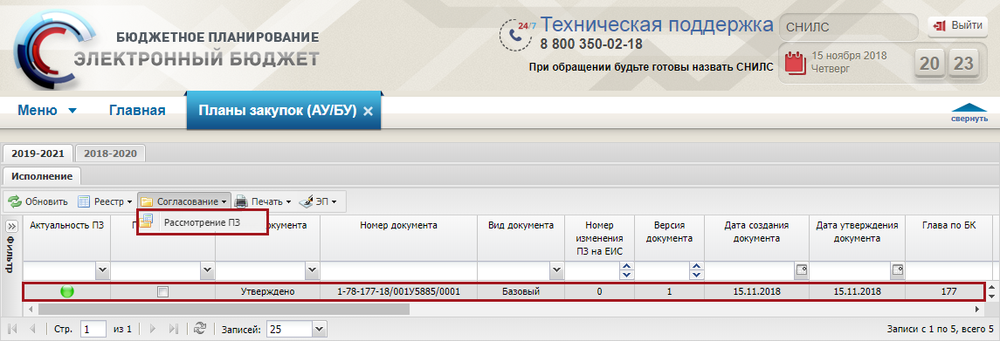 БЮДЖЕТНОЕ ПЛАНИРОВАНИЕ
ЭЛЕКТРОННЫЙ БЮДЖЕТ
24/7
Техническая поддержка
8 800 350-02-18
При обращении будьте готовы назвать СНИЛС
СНИЛС
Выйти
15 ноября 2018
Четверг
20 23
Меню Главная Планы закупок (АУ/БУ)
свернуть
2019-2021 2018-2020
Исполнение
Обновить Реестр Согласование Печать ЭП
Рассмотрение ПЗ
Фильтр
Актуальность ПЗ
Номер документа
Вид документа
Номер изменения ПЗ на ЕИС
Версия документа
Дата создания документа
Дата утверждения документа
Глава по БК
Утверждено 1-78-177-18/001У5885/0001 Базовый 0 1 15.11.2018 15.11.2018 177
Стр. 1 из 1 Записей: 25 Записи с 1 по 5, всего 5